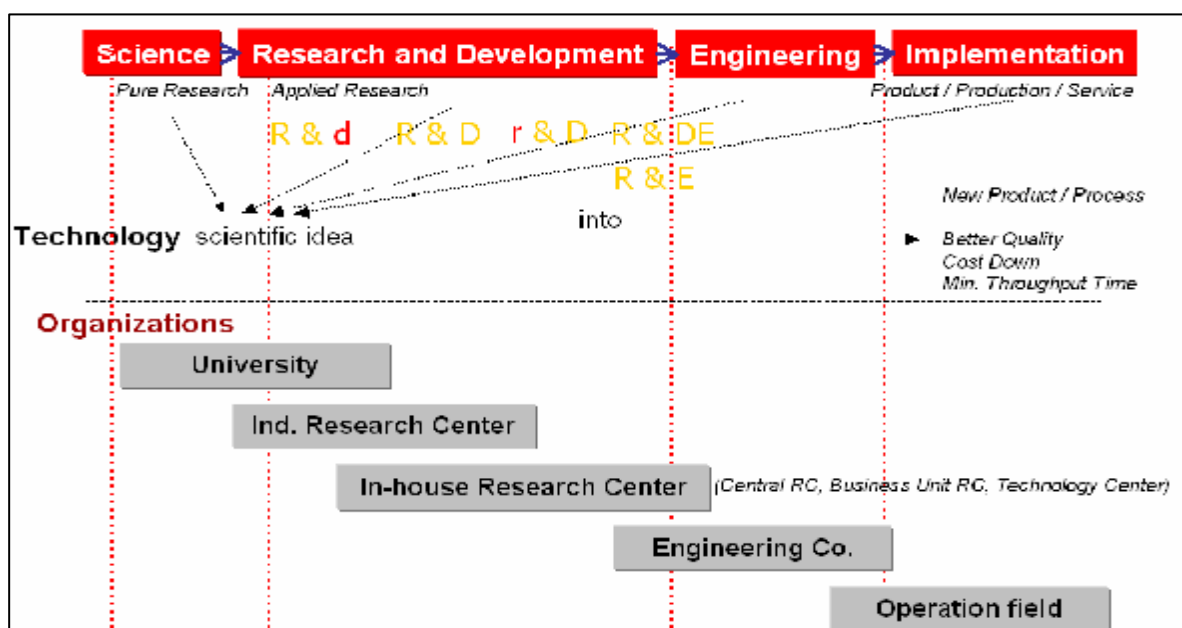 Science Research and Development Engineering Implementation
Pure Research Applied Research Product / Production / Service
R & d R & D r & D R & DE
R & E
New Product / Process
into
Technology scientific idea Better Quality
Cost Down
Min. Throughput Time
Organizations
University
Ind. Research Center
In-house Research Center (Central RC, Business Unit RC, Technology Center)
Engineering Co.
Operation field